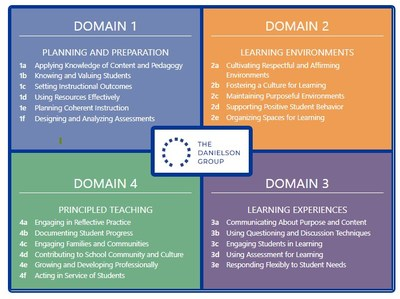 DOMAIN 1
PLANNING AND PREPARATION
1a Applying Knowledge of Content and Pedagogy
1b Knowing and Valuing Students
1c Setting Instructional Outcomes
1d Using Resources Effectively
1e Planning Coherent Instruction
1f Designing and Analyzing Assessments
DOMAIN 2
LEARNING ENVIRONMENTS
2a Cultivating Respectful and Affirming
Environments
2b Fostering a Culture for Learning
2c Maintaining Purposeful Environments
2d Supporting Positive Student Behavior
2e Organizing Spaces for Learning
THE
DANIELSON
GROUP
DOMAIN 4
PRINCIPLED TEACHING
4a Engaging in Reflective Practice
4b Documenting Student Progress
4c Engaging Families and Communities
4d Contributing to School Community and Culture
4e Growing and Developing Professionally
4f Acting in Service of Students
DOMAIN 3
LEARNING EXPERIENCES
3a Communicating About Purpose and Content
3b Using Questioning and Discussion Techniques
3c Engaging Students in Learning
3d Using Assessment for Learning
3e Responding Flexibly to Student Needs